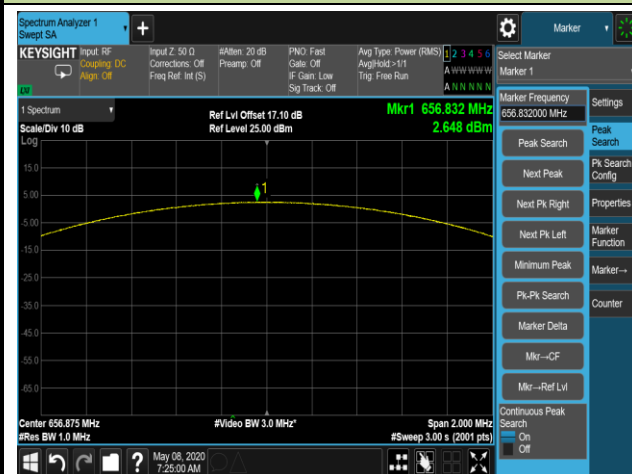 Spectrum Analyzer 1
Swept SA
Marker
KEYSIGHT
Input: RF
Coupling: DC
Align: Off
Input Z: 50 Ω
Corrections: Off
Freq Ref: Int (S)
#Atten: 20 dB
Preamp: Off
PNO: Fast
Gate: Off
IF Gain: Low
Sig Track: Off
Avg Type: Power (RMS)
Avg|Hold:>1/1
Trig: Free Run
1 2 3 4 5 6
A W W W W W
A N N N N N
Select Marker
Marker 1
1 Spectrum
Scale/Div 10 dB
Log
Ref Lvl Offset 17.10 dB
Ref Level 25.00 dBm
Mkr1 656.832 MHz
2.648 dBm
15.0
5.00
-5.00
-15.0
-25.0
-35.0
-45.0
-55.0
-65.0
1
Center 656.875 MHz
#Res BW 1.0 MHz
#Video BW 3.0 MHz*
Span 2.000 MHz
#Sweep 3.00 s (2001 pts)
Marker Frequency
656.832000 MHz
Peak Search
Next Peak
Next Pk Right
Next Pk Left
Minimum Peak
Pk-Pk Search
Marker Delta
Mkr→CF
Mkr→Ref Lvl
Continuous Peak
Search
On
Off
Settings
Peak
Search
Pk Search
Config
Properties
Marker
Function
Marker→
Counter
?
May 08, 2020
7:25:00 AM